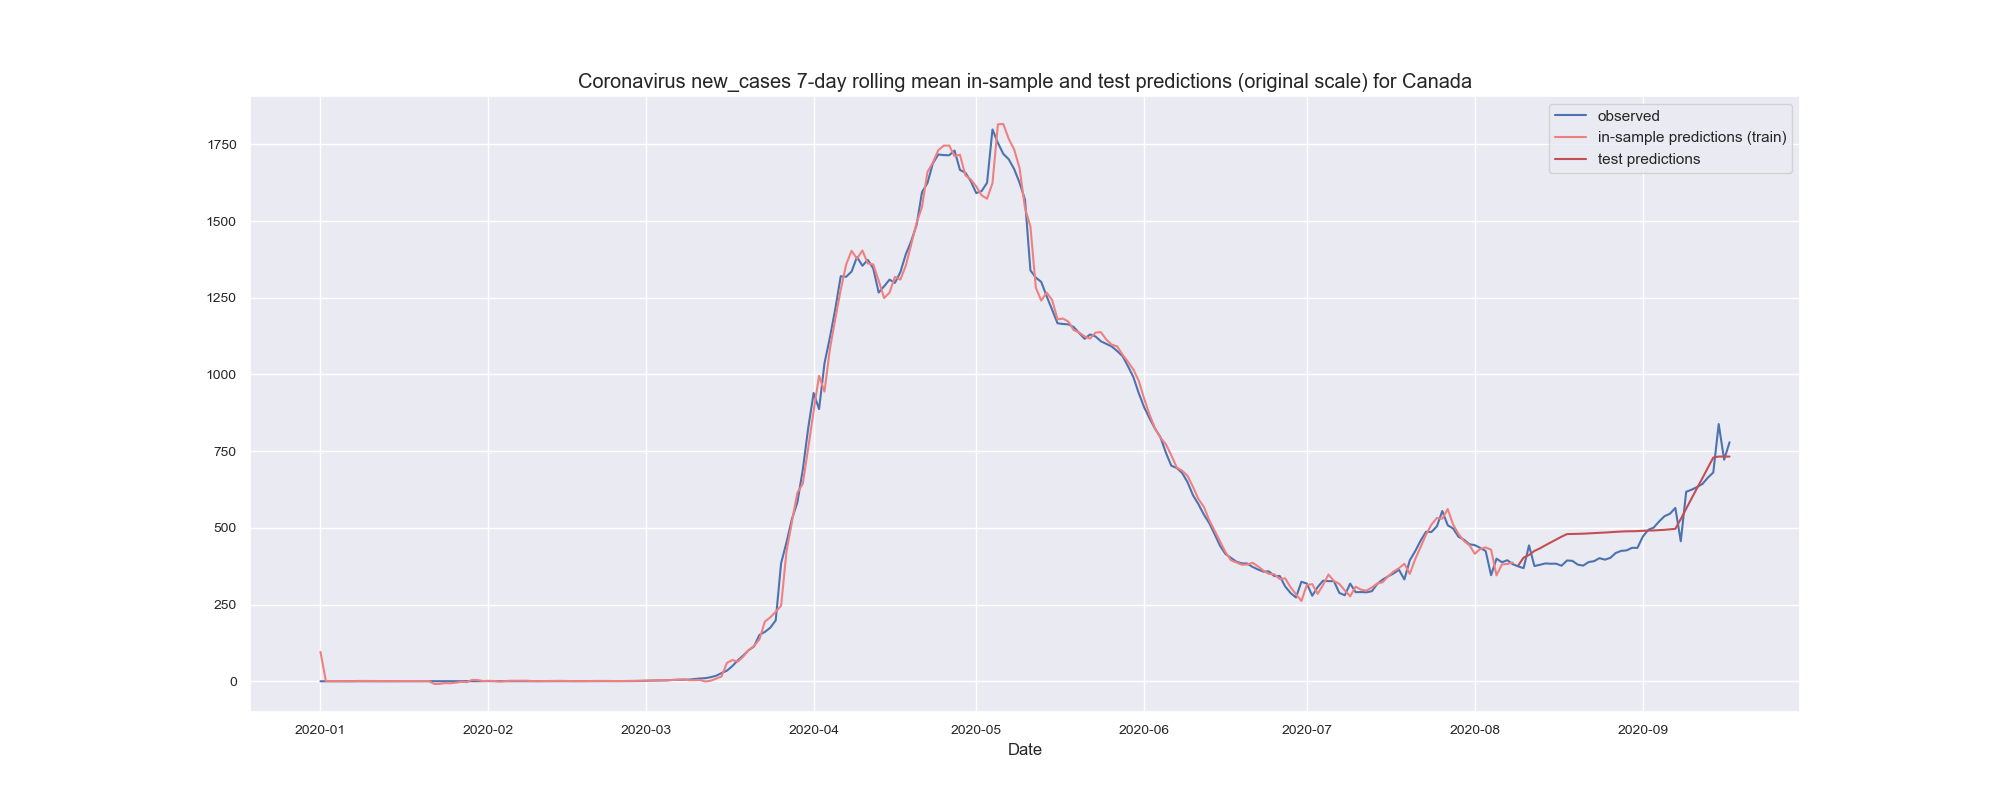 Coronavirus new_cases 7-day rolling mean in-sample and test predictions (original scale) for Canada
observed
in-sample predictions (train)
test predictions
1750
1500
1250
1000
750
500
250
0
2020-01 2020-02 2020-03 2020-04 2020-05 2020-06 2020-07 2020-08 2020-09
Date